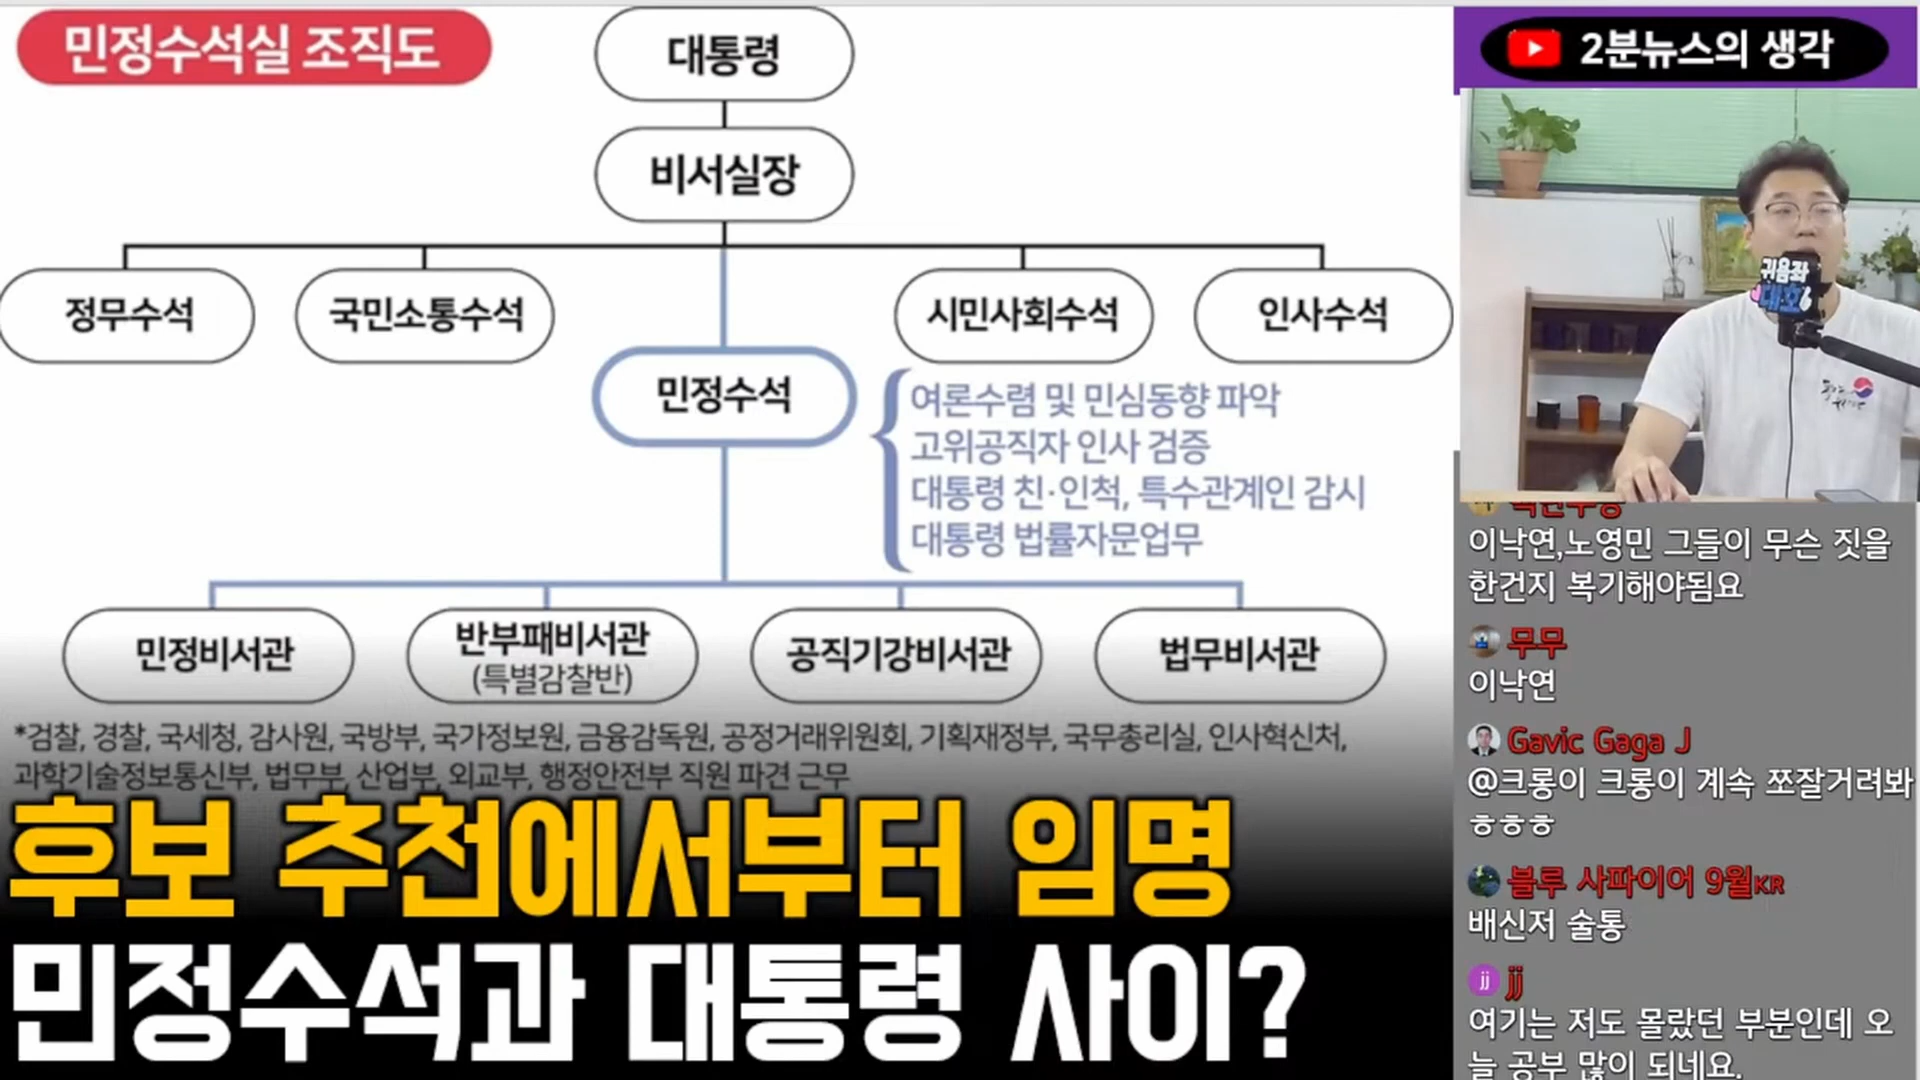 민정수석실 조직도
대통령
비서실장
정무수석
국민소통수석
시민사회수석
인사수석
민정수석
여론수렴 및 민심동향 파악
고위공직자 인사 검증
대통령 친·인척, 특수관계인 감시
대통령 법률자문업무
민정비서관
반부패비서관
(특별감찰반)
공직기강비서관
법무비서관
*검찰, 경찰, 국세청, 감사원, 국방부, 국가정보원, 금융감독원, 공정거래위원회, 기획재정부, 국무총리실, 인사혁신처,
과학기술정보통신부, 법무부, 산업부, 외교부, 행정안전부 직원 파견 근무
후보 추천에서부터 임명
민정수석과 대통령 사이?
2분뉴스의 생각
귀욤좌
대호
이낙연,노영민 그들이 무슨 짓을
한건지 복기해야됨요
무무
이낙연
Gavic Gaga J
@크롱이 크롱이 계속 쪼잘거려봐
ㅎㅎㅎ
블루 사파이어 9월KR
배신저 술통
jj
jj
여기는 저도 몰랐던 부분인데 오
늘 공부 많이 되네요.